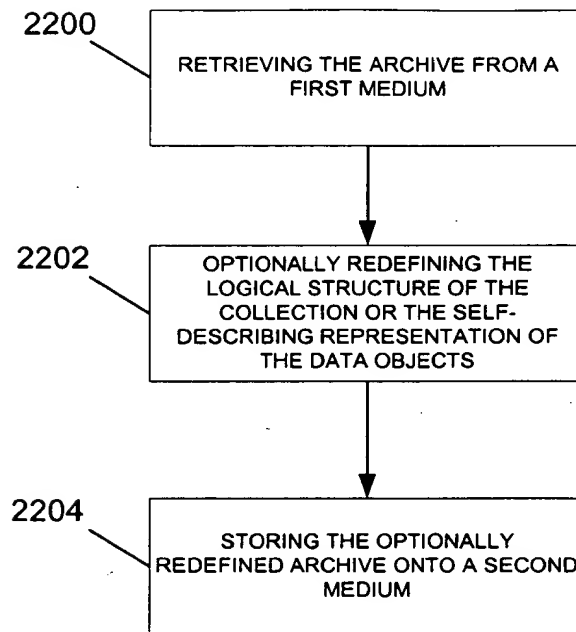 2200
RETRIEVING THE ARCHIVE FROM A
FIRST MEDIUM
2202
OPTIONALLY REDEFINING THE
LOGICAL STRUCTURE OF THE
COLLECTION OR THE SELF-
DESCRIBING REPRESENTATION OF
THE DATA OBJECTS
2204
STORING THE OPTIONALLY
REDEFINED ARCHIVE ONTO A SECOND
MEDIUM